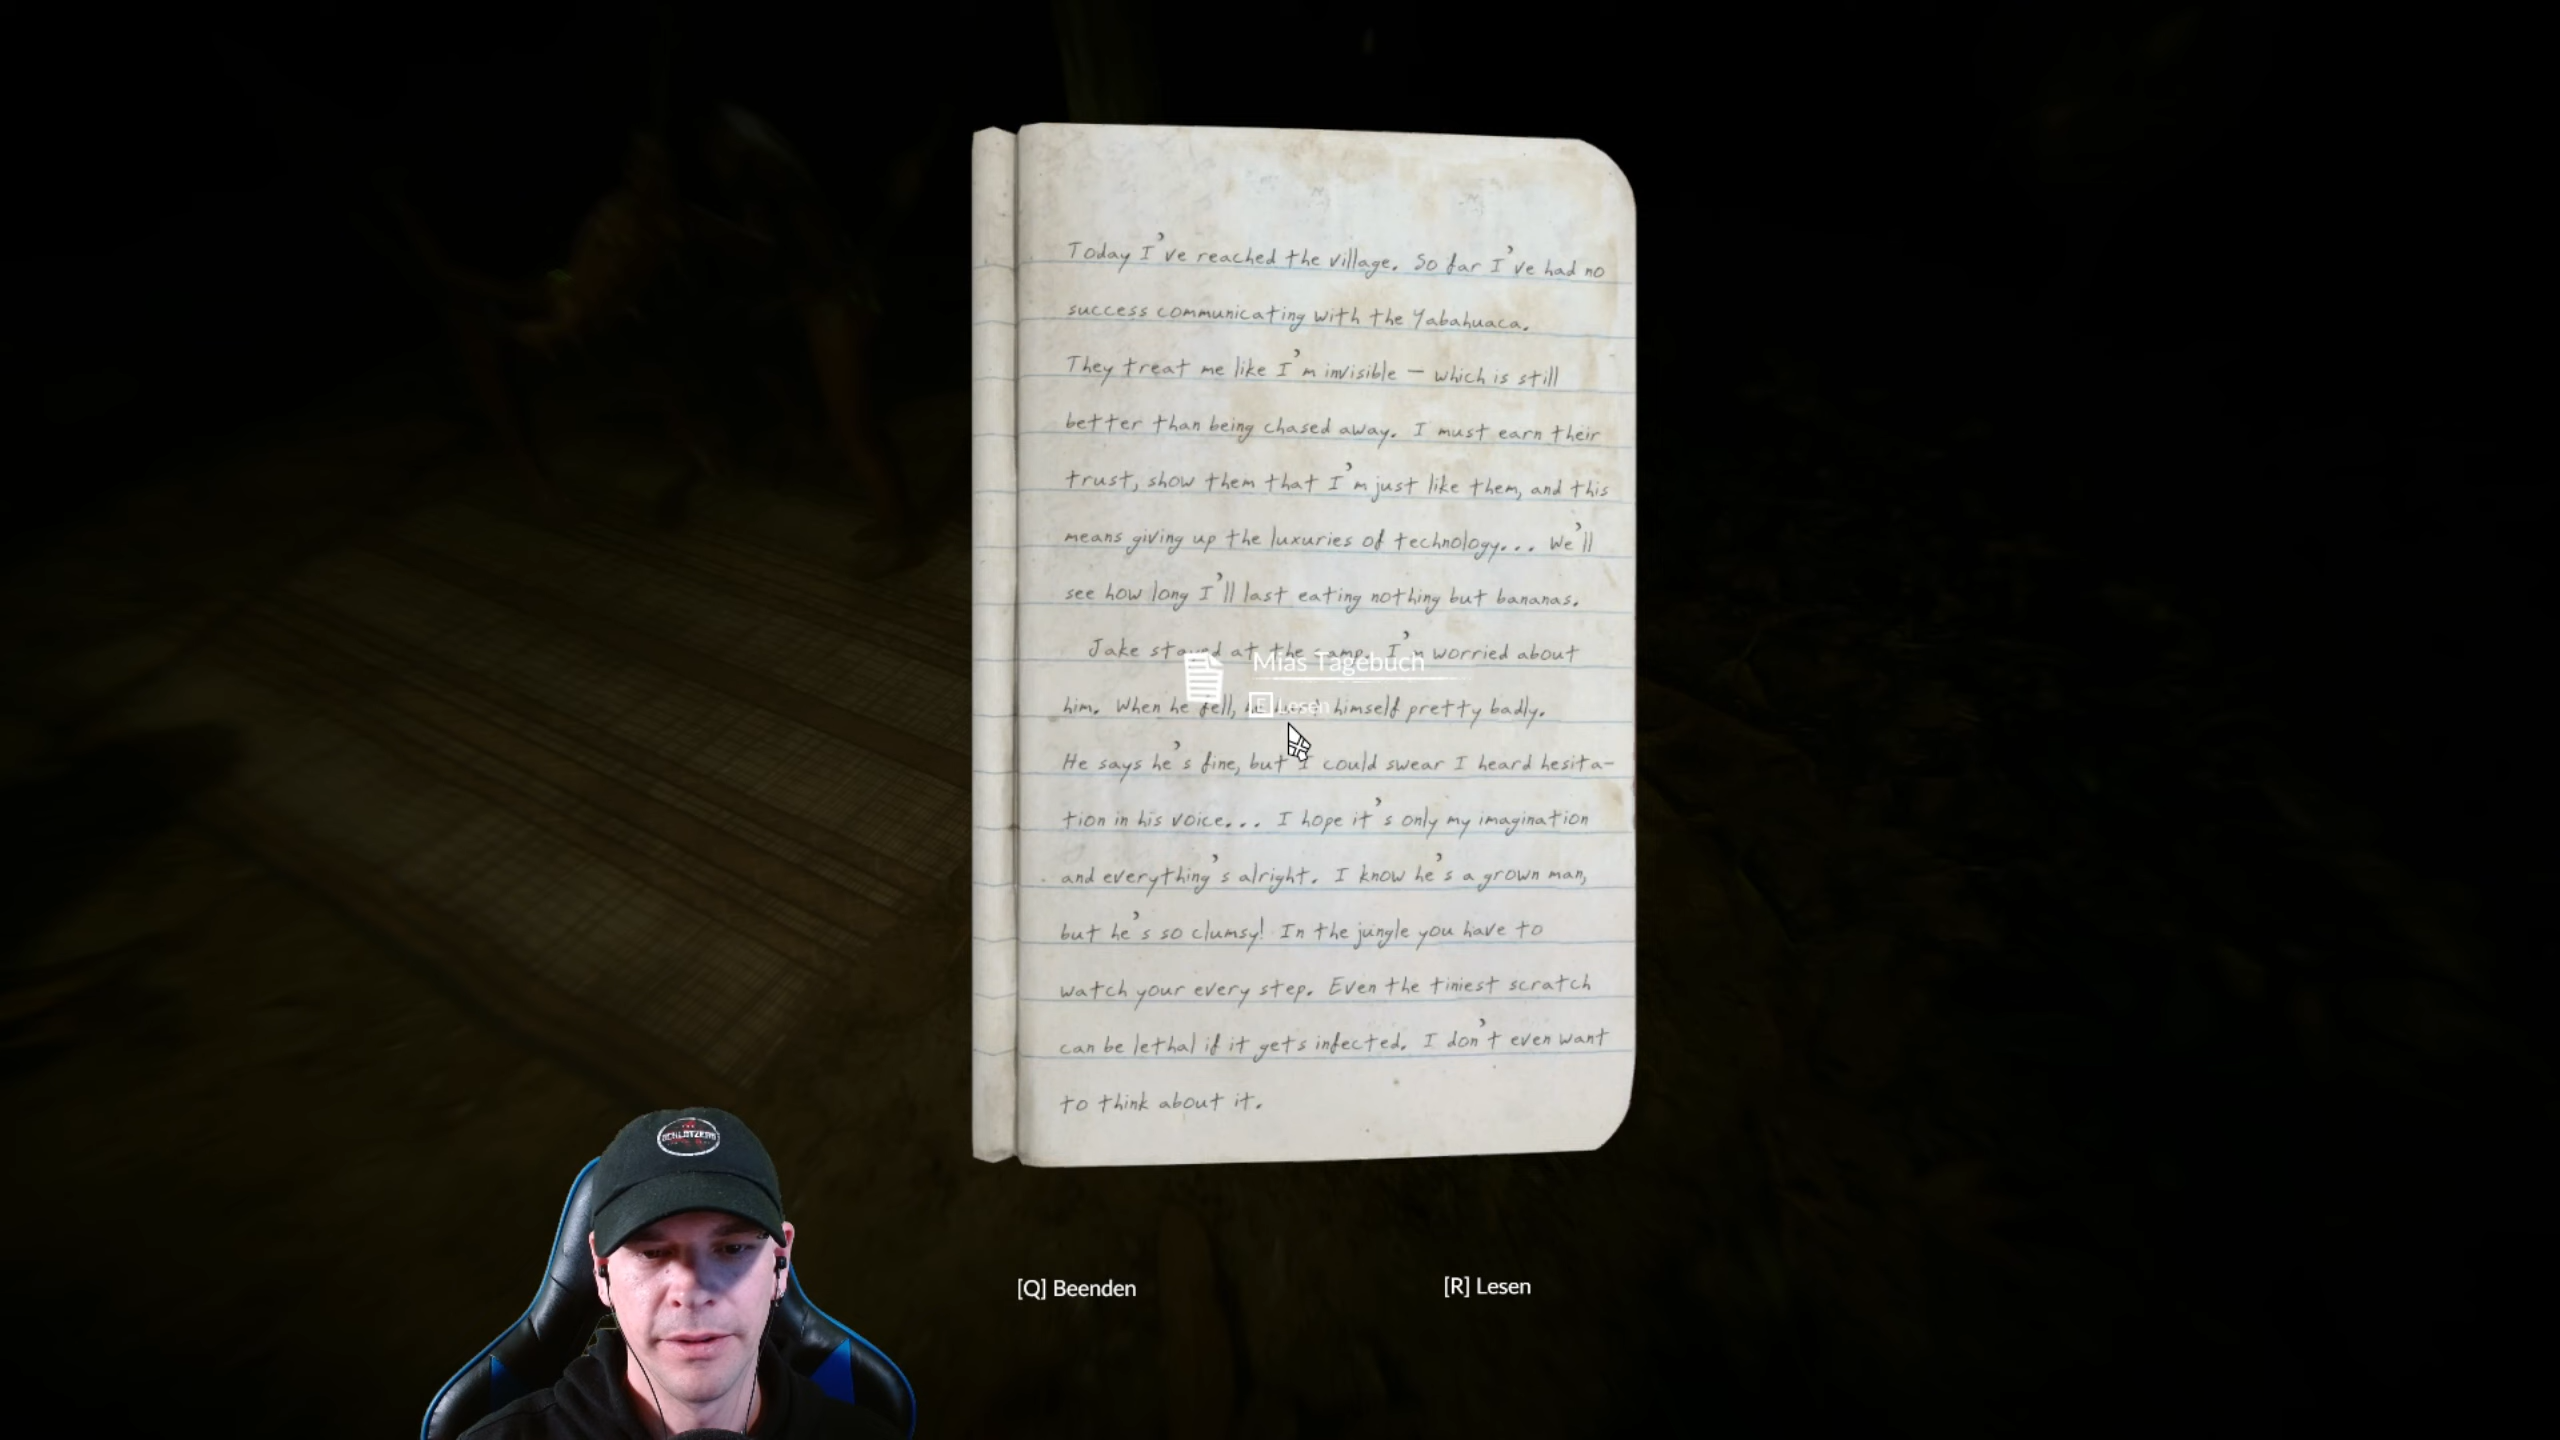 Today I've reached the village. So far I've had no
success communicating with the Yabahuaca.
They treat me like I'm invisible — which is still
better than being chased away. I must earn their
trust, show them that I'm just like them, and this
means giving up the luxuries of technology... We'll
see how long I'll last eating nothing but bananas.
Jake stayed at the camp. I'm worried about
Mias Tagebuch
him. When he fell, he himself pretty badly.
[E] Lesen
He says he's fine, but I could swear I heard hesita-
tion in his voice... I hope it's only my imagination
and everything's alright. I know he's a grown man,
but he's so clumsy! In the jungle you have to
watch your every step. Even the tiniest scratch
can be lethal if it gets infected. I don't even want
to think about it.
[Q] Beenden
[R] Lesen